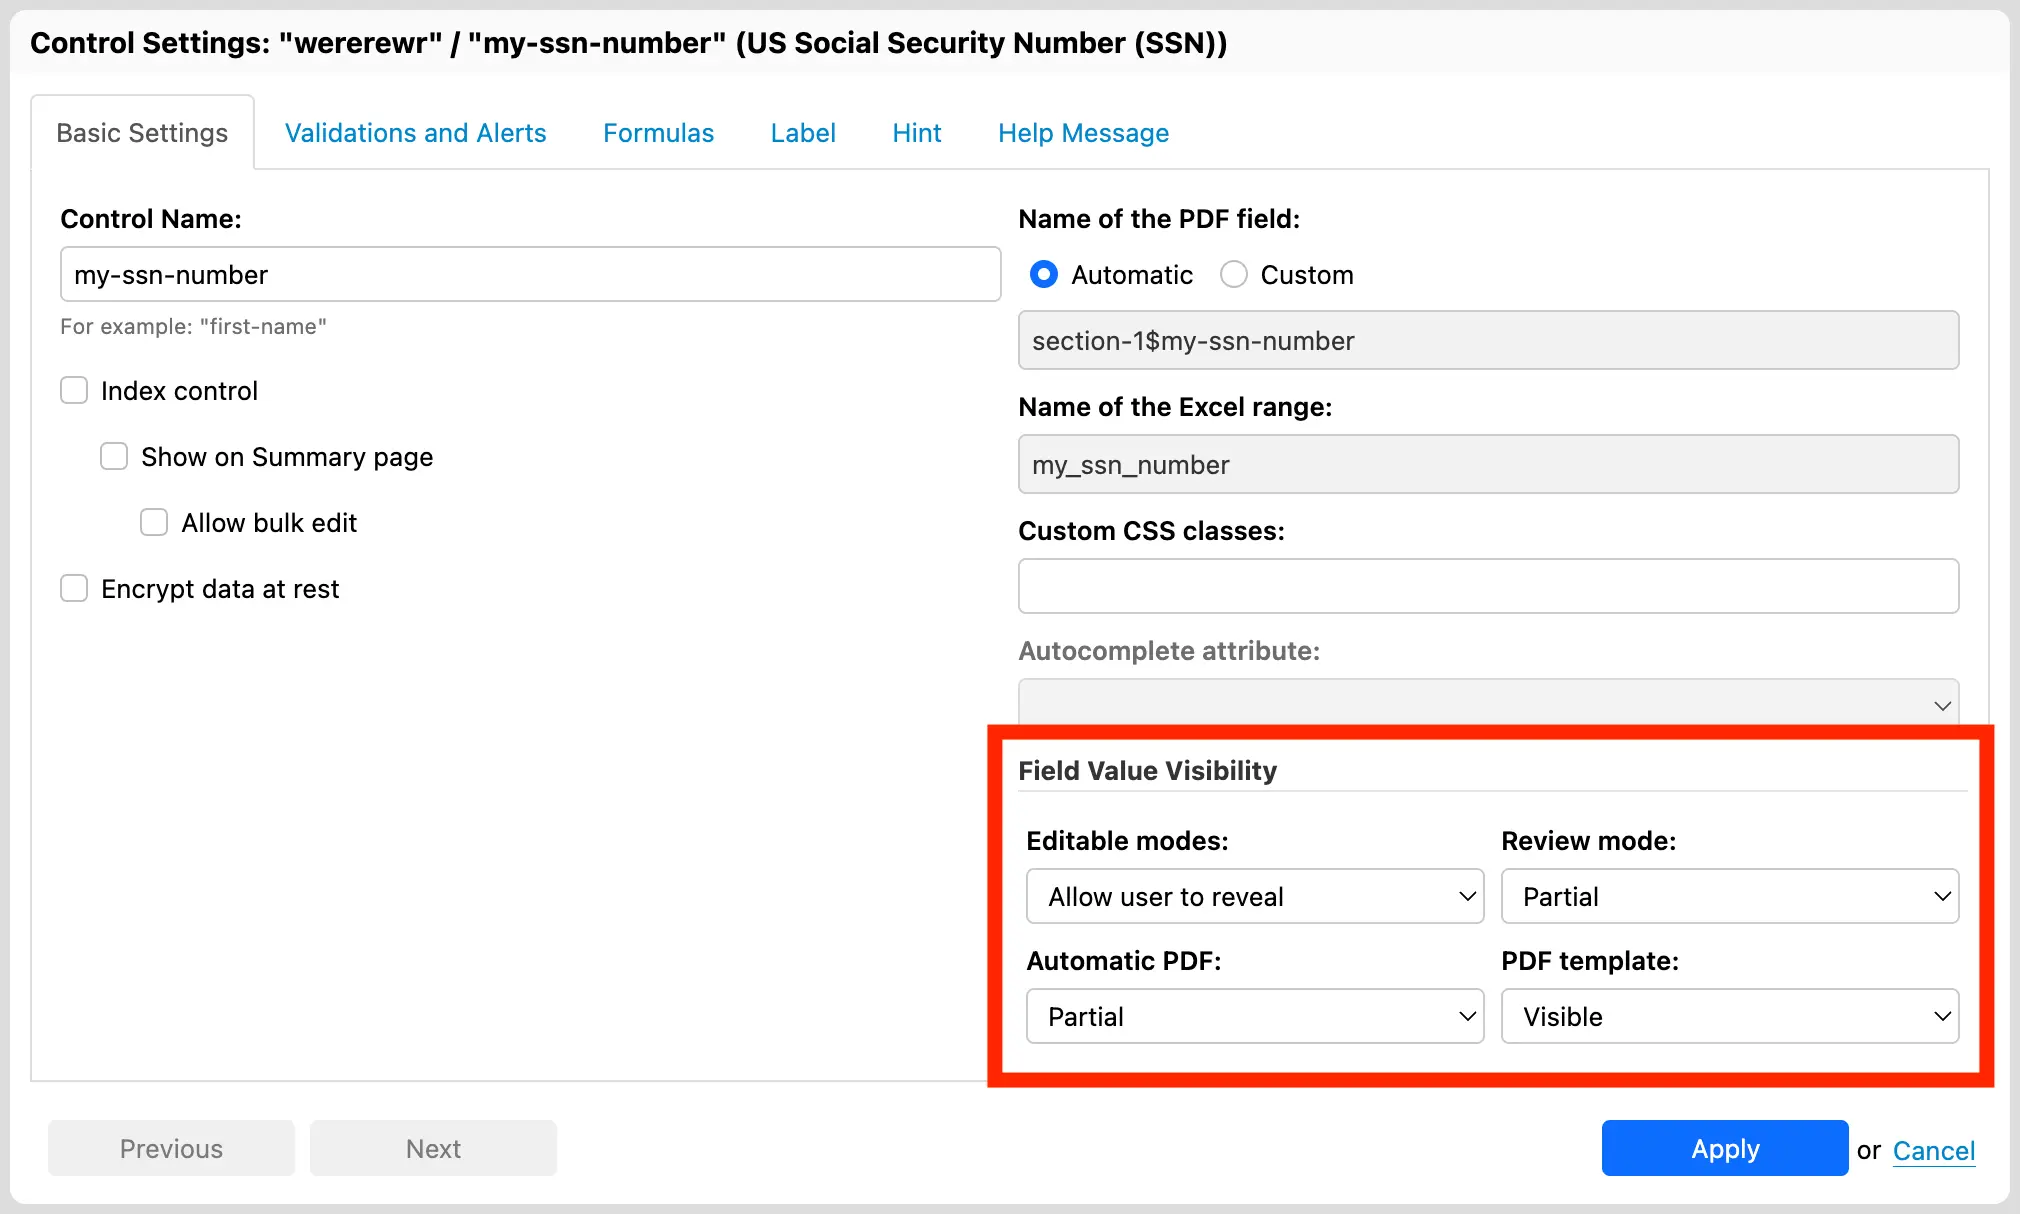 Control Settings: "wererewr" / "my-ssn-number" (US Social Security Number (SSN))
Basic Settings Validations and Alerts Formulas Label Hint Help Message
Control Name:
my-ssn-number
For example: "first-name"
Index control
Show on Summary page
Allow bulk edit
Encrypt data at rest
Name of the PDF field:
Automatic Custom
section-1$my-ssn-number
Name of the Excel range:
my_ssn_number
Custom CSS classes:
Autocomplete attribute:
Field Value Visibility
Editable modes: Review mode:
Allow user to reveal Partial
Automatic PDF: PDF template:
Partial Visible
Previous Next Apply or Cancel